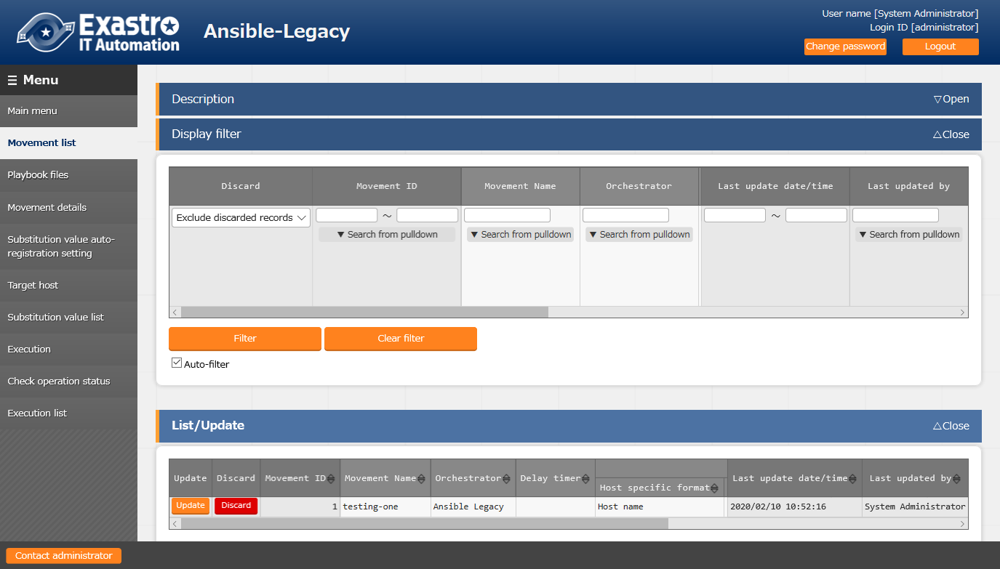 Exastro
IT Automation
Ansible-Legacy
User name [System Administrator]
Login ID [administrator]
Change password
Logout
Menu
Main menu
Movement list
Playbook files
Movement details
Substitution value auto-
registration setting
Target host
Substitution value list
Execution
Check operation status
Execution list
Description
▽Open
Display filter
△Close
Discard
Movement ID
Movement Name
Orchestrator
Last update date/time
Last updated by
Exclude discarded records
~
~
▼ Search from pulldown
▼ Search from pulldown
▼ Search from pulldown
▼ Search from pulldown
Filter
Clear filter
Auto-filter
List/Update
△Close
Update
Discard
Movement ID
Movement Name
Orchestrator
Delay timer
Host specific format
Last update date/time
Last updated by
Update
Discard
1
testing-one
Ansible Legacy
Host name
2020/02/10 10:52:16
System Administrator
Contact administrator